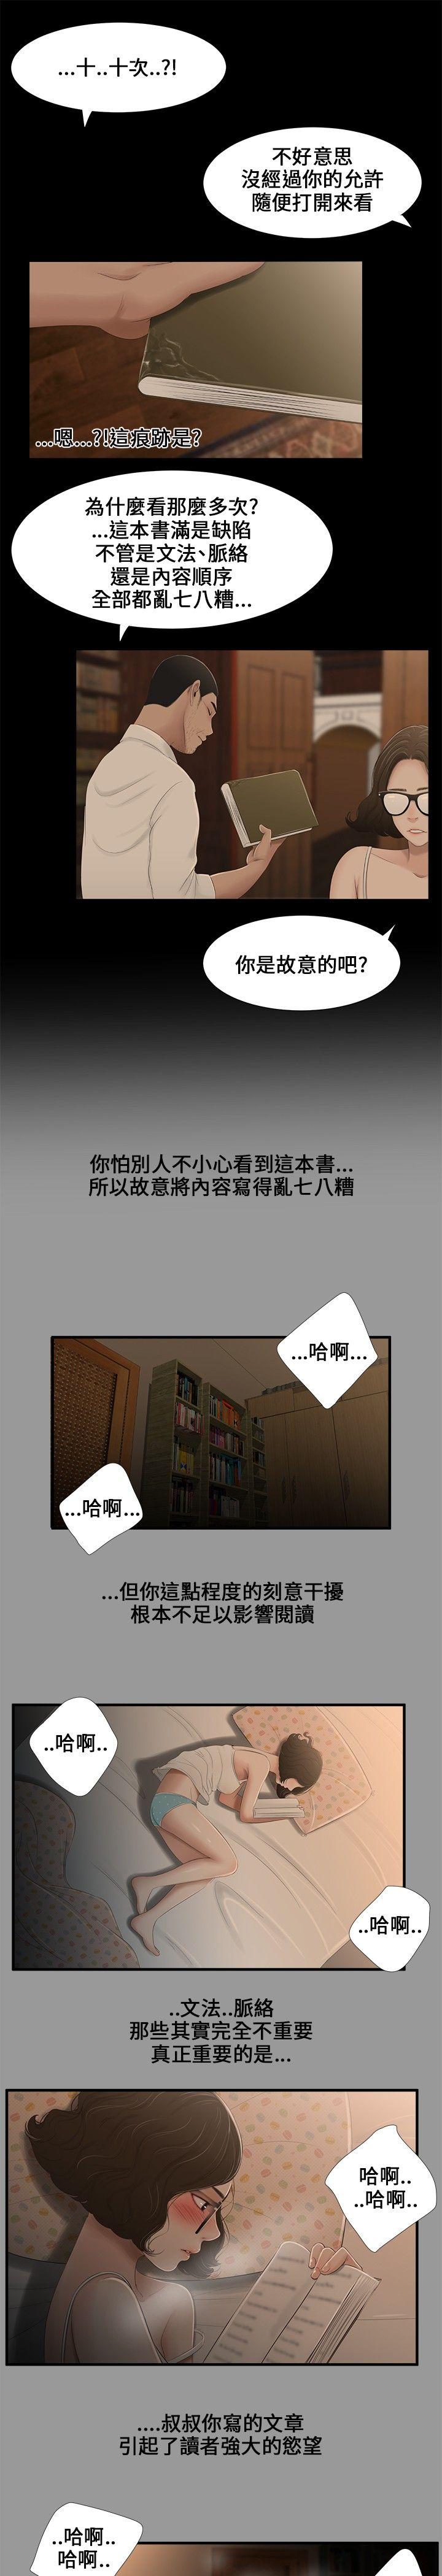 ...十..十次..?!
不好意思
沒經過你的允許
隨便打開來看
...嗯...?!這痕跡是?
為什麼看那麼多次?
...這本書滿是缺陷
不管是文法、脈絡
還是內容順序
全部都亂七八糟...
你是故意的吧?
你怕別人不小心看到這本書...
所以故意將內容寫得亂七八糟
...哈啊...
...哈啊...
...但你這點程度的刻意干擾
根本不足以影響閱讀
..哈啊..
..哈啊..
..文法..脈絡
那些其實完全不重要
真正重要的是...
哈啊..
..哈啊..
....叔叔你寫的文章
引起了讀者強大的慾望
..哈啊..
哈啊..